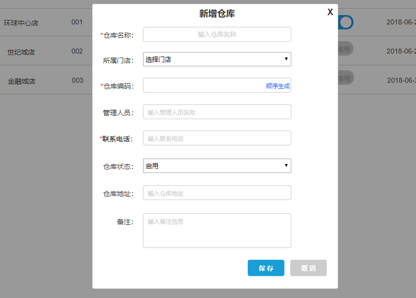 新增仓库
X
环球中心店 001 2018-06-2
世纪城店 002 2018-06-2
金融城店 003 2018-06-2
*仓库名称： 输入仓库名称
所属门店： 选择门店
*仓库编码： 顺序生成
管理人员： 输入管理人员名称
*联系电话： 输入联系电话
仓库状态： 启用
仓库地址： 输入仓库地址
备注： 输入备注信息
保 存 取 消